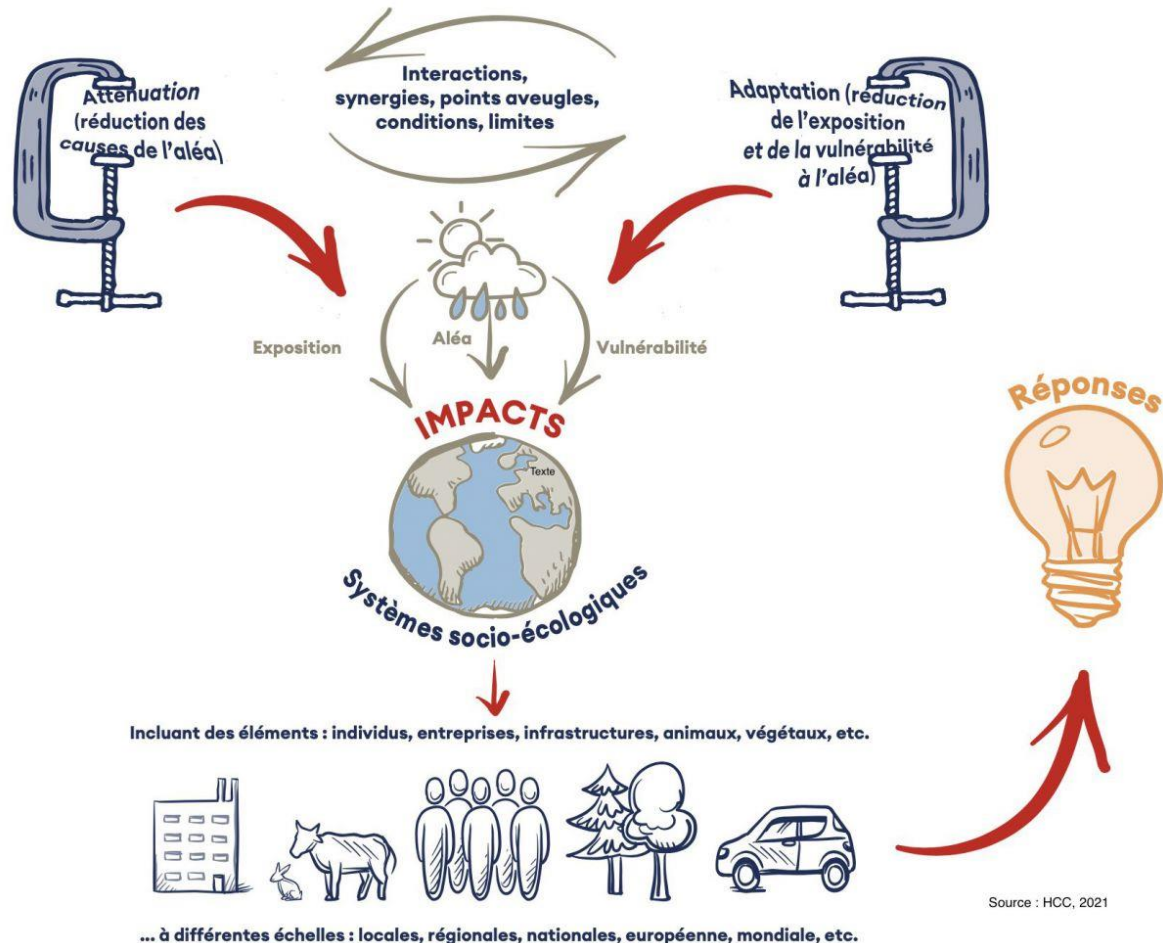 Interactions,
synergies, points aveugles,
conditions, limites
Atténuation
(réduction des
causes de l'aléa)
Adaptation (réduction
de l'exposition
et de la vulnérabilité
à l'aléa)
Exposition
Aléa
Vulnérabilité
IMPACTS
Texte
Systèmes socio-écologiques
Réponses
Incluant des éléments : individus, entreprises, infrastructures, animaux, végétaux, etc.
Source : HCC, 2021
... à différentes échelles : locales, régionales, nationales, européenne, mondiale, etc.